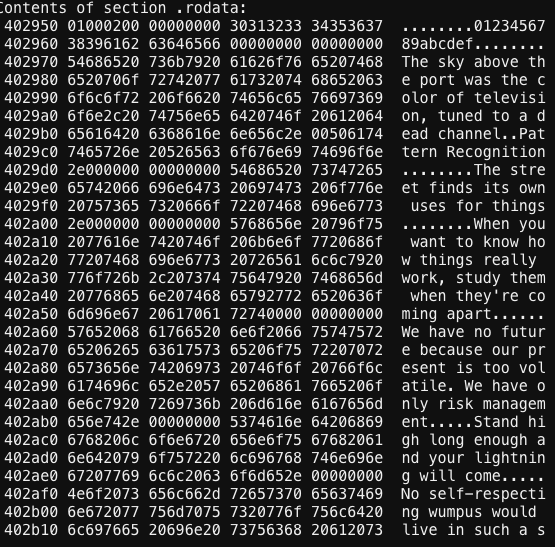 Contents of section .rodata:
402950 01000200 00000000 30313233 34353637  ........01234567
402960 38396162 63646566 00000000 00000000  89abcdef........
402970 54686520 736b7920 61626f76 65207468  The sky above th
402980 6520706f 72742077 61732074 68652063  e port was the c
402990 6f6c6f72 206f6620 74656c65 76697369  olor of televisi
4029a0 6f6e2c20 74756e65 6420746f 20612064  on, tuned to a d
4029b0 65616420 6368616e 6e656c2e 00506174  ead channel..Pat
4029c0 7465726e 20526563 6f676e69 74696f6e  tern Recognition
4029d0 2e000000 00000000 54686520 73747265  ........The stre
4029e0 65742066 696e6473 20697473 206f776e  et finds its own
4029f0 20757365 7320666f 72207468 696e6773   uses for things
402a00 2e000000 00000000 5768656e 20796f75  ........When you
402a10 2077616e 7420746f 206b6e6f 7720686f   want to know ho
402a20 77207468 696e6773 20726561 6c6c7920  w things really 
402a30 776f726b 2c207374 75647920 7468656d  work, study them
402a40 20776865 6e207468 65792772 6520636f   when they're co
402a50 6d696e67 20617061 72740000 00000000  ming apart......
402a60 57652068 61766520 6e6f2066 75747572  We have no futur
402a70 65206265 63617573 65206f75 72207072  e because our pr
402a80 6573656e 74206973 20746f6f 20766f6c  esent is too vol
402a90 6174696c 652e2057 65206861 7665206f  atile. We have o
402aa0 6e6c7920 7269736b 206d616e 6167656d  nly risk managem
402ab0 656e742e 00000000 5374616e 64206869  ent.....Stand hi
402ac0 6768206c 6f6e6720 656e6f75 67682061  gh long enough a
402ad0 6e642079 6f757220 6c696768 746e696e  nd your lightnin
402ae0 67207769 6c6c2063 6f6d652e 00000000  g will come.....
402af0 4e6f2073 656c662d 72657370 65637469  No self-respecti
402b00 6e672077 756d7075 7320776f 756c6420  ng wumpus would 
402b10 6c697665 20696e20 73756368 20612073  live in such a s